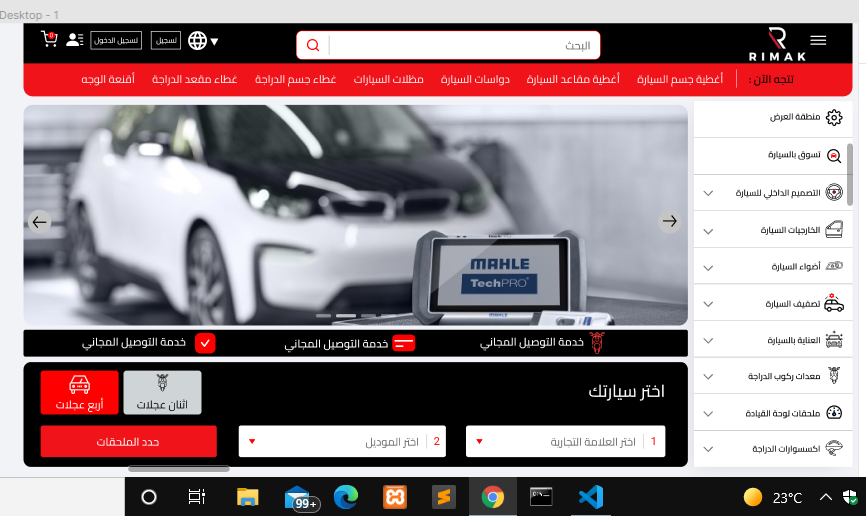 Desktop - 1
RIMAK
البحث
تسجيل
تسجيل الدخول
0
تتجه الآن :
أغطية جسم السيارة
أغطية مقاعد السيارة
دواسات السيارة
مظلات السيارات
غطاء جسم الدراجة
غطاء مقعد الدراجة
أقنعة الوجه
منطقة العرض
تسوق بالسيارة
التصميم الداخلي للسيارة
الخارجيات السيارة
أضواء السيارة
تصفيف السيارة
العناية بالسيارة
معدات ركوب الدراجة
ملحقات لوحة القيادة
اكسسوارات الدراجة
MAHLE
TechPRO
MAHLE
خدمة التوصيل المجاني
خدمة التوصيل المجاني
خدمة التوصيل المجاني
اختر سيارتك
اثنان عجلات
أربع عجلات
1 اختر العلامة التجارية
2 اختر الموديل
حدد الملحقات
99+
23°C